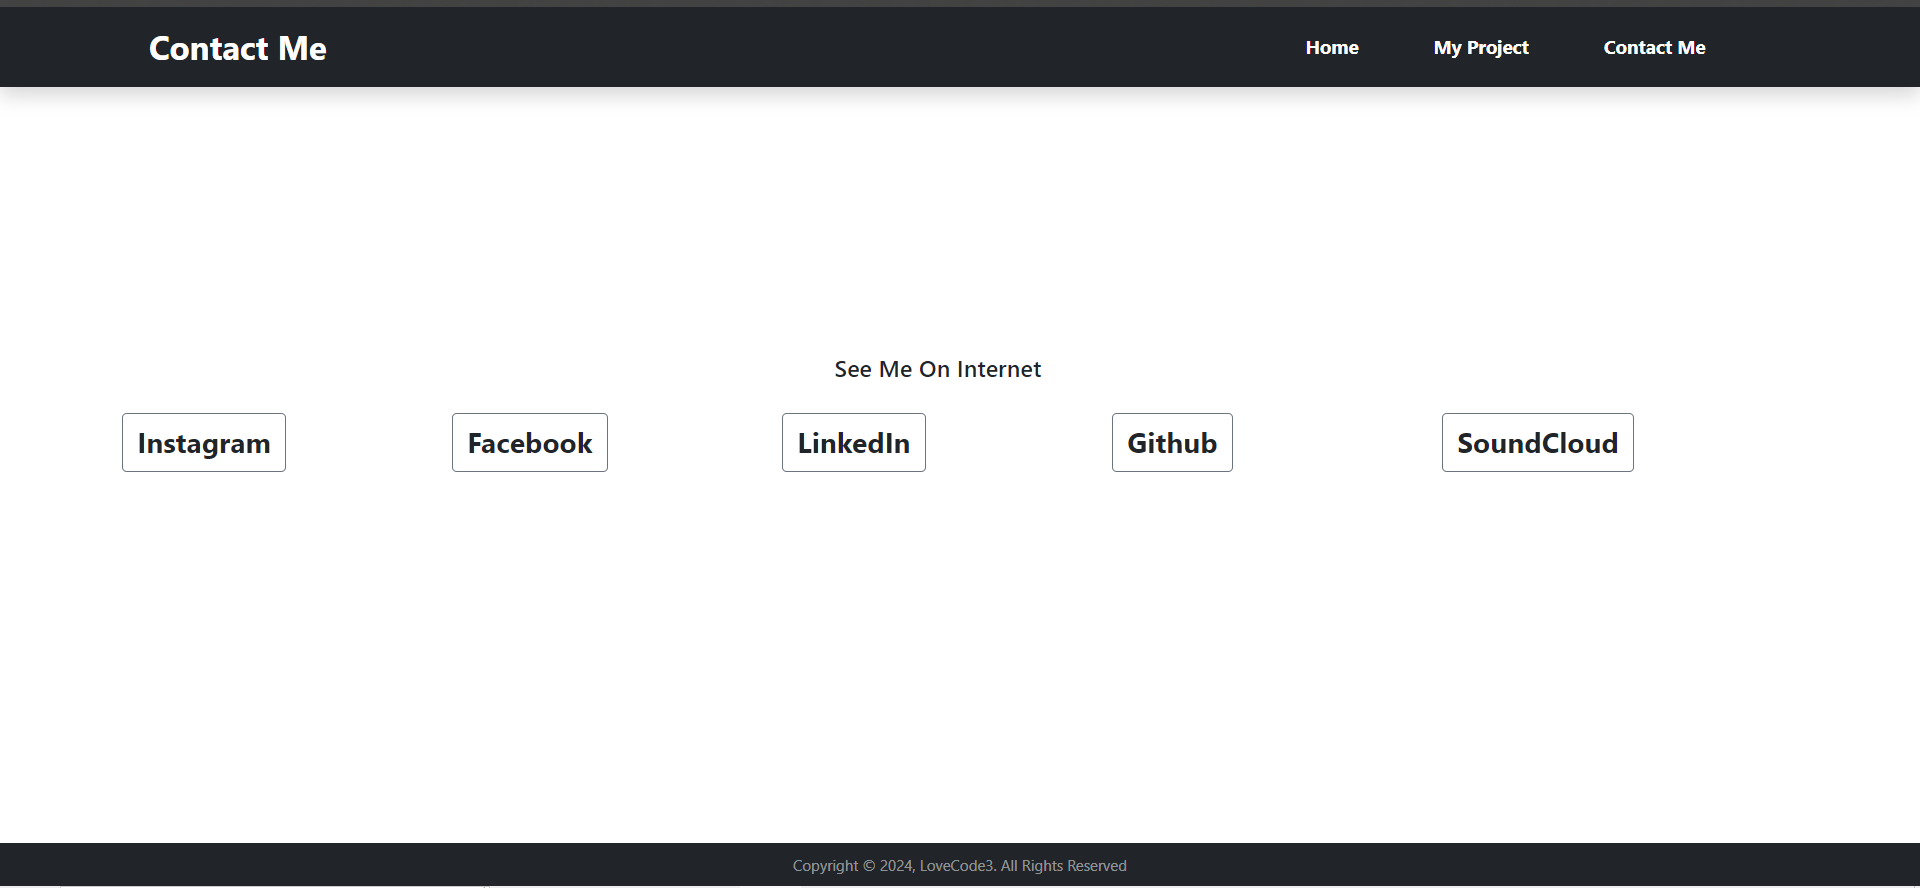 Contact Me
Home My Project Contact Me
See Me On Internet
Instagram Facebook LinkedIn Github SoundCloud
Copyright © 2024, LoveCode3. All Rights Reserved